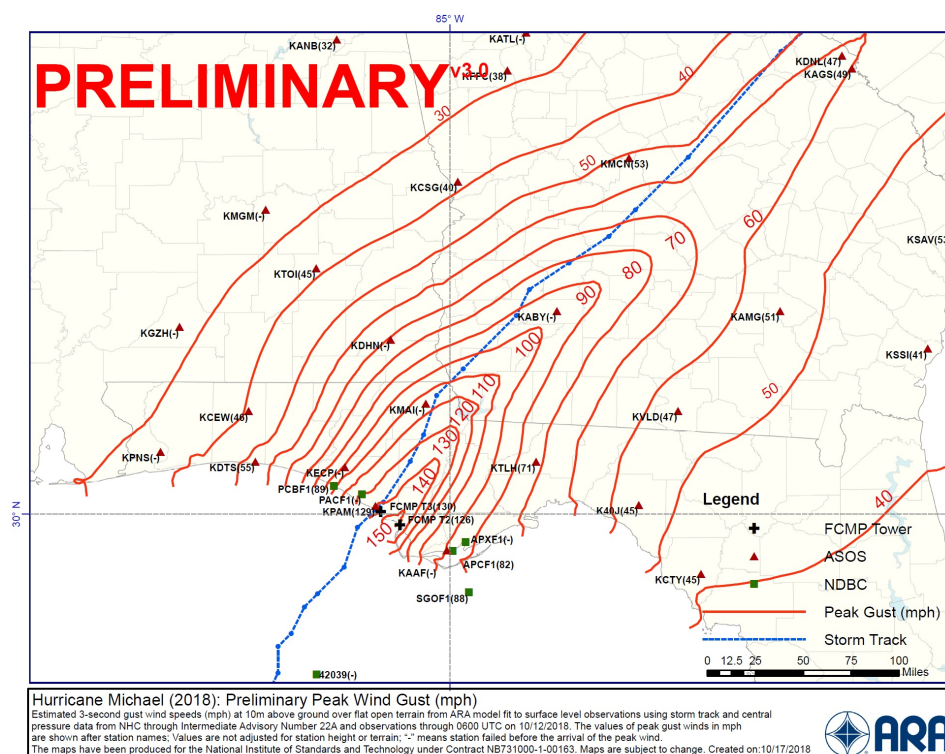 85° W
KANB(32)
KATL(-)
PRELIMINARY v3.0
KFFC(38)
KDNL(47)
KAGS(49)
40
30
50
KMCN(53)
KCSG(40)
KMGM(-)
60
70
KSAV(53
KTOI(45)
80
90
KGZH(-)
KABY(-)
KAMG(51)
KDHN(-)
100
KSSI(41)
110
50
KCEW(46)
KMAI(-)
120
KVLD(47)
130
KPNS(-)
KDTS(55)
KECP(-)
KTLH(71)
140
PCBF1(89)
PACF1(-)
40
KPAM(129)
FCMP T3(130)
K40J(45)
Legend
30° N
FCMP T2(126)
FCMP Tower
150
APXF1(-)
ASOS
KAAF(-)
APCF1(82)
KCTY(45)
NDBC
SGOF1(88)
Peak Gust (mph)
Storm Track
0 12.5 25 50 75 100
Miles
42039(-)
Hurricane Michael (2018): Preliminary Peak Wind Gust (mph)
Estimated 3-second gust wind speeds (mph) at 10m above ground over flat open terrain from ARA model fit to surface level observations using storm track and central
pressure data from NHC through Intermediate Advisory Number 22A and observations through 0600 UTC on 10/12/2018. The values of peak gust winds in mph
are shown after station names; Values are not adjusted for station height or terrain; "-" means station failed before the arrival of the peak wind.
The maps have been produced for the National Institute of Standards and Technology under Contract NB731000-1-00163. Maps are subject to change. Created on:10/17/2018
ARA